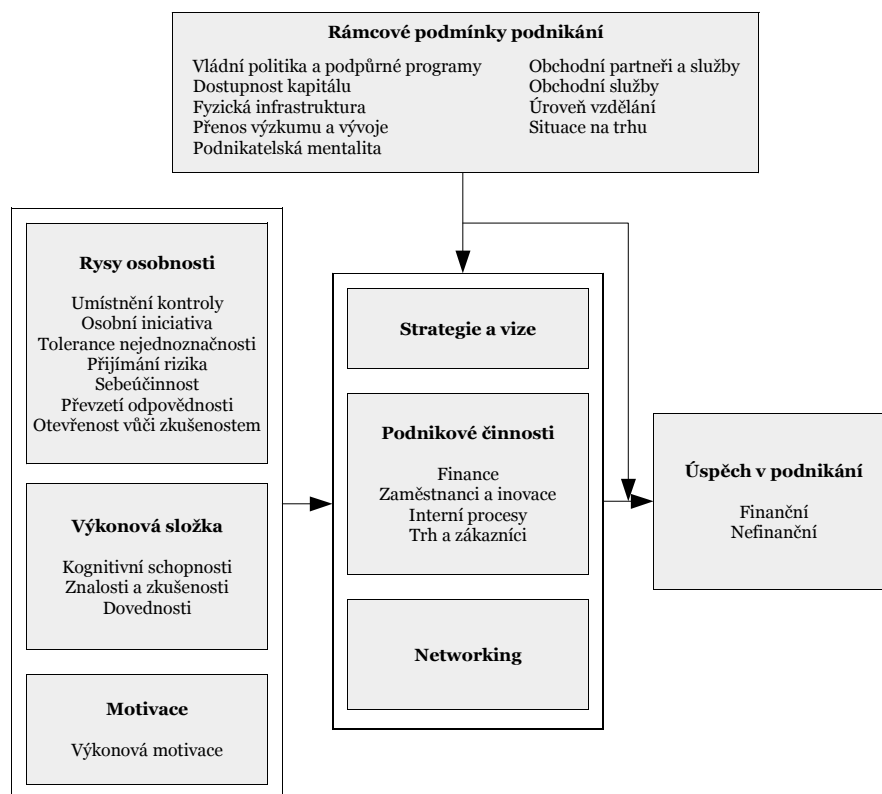 Rámcové podmínky podnikání
Vládní politika a podpůrné programy
Dostupnost kapitálu
Fyzická infrastruktura
Přenos výzkumu a vývoje
Podnikatelská mentalita
Obchodní partneři a služby
Obchodní služby
Úroveň vzdělání
Situace na trhu
Rysy osobnosti
Umístnění kontroly
Osobní iniciativa
Tolerance nejednoznačnosti
Přijímání rizika
Sebeúčinnost
Převzetí odpovědnosti
Otevřenost vůči zkušenostem
Výkonová složka
Kognitivní schopnosti
Znalosti a zkušenosti
Dovednosti
Motivace
Výkonová motivace
Strategie a vize
Podnikové činnosti
Finance
Zaměstnanci a inovace
Interní procesy
Trh a zákazníci
Networking
Úspěch v podnikání
Finanční
Nefinanční